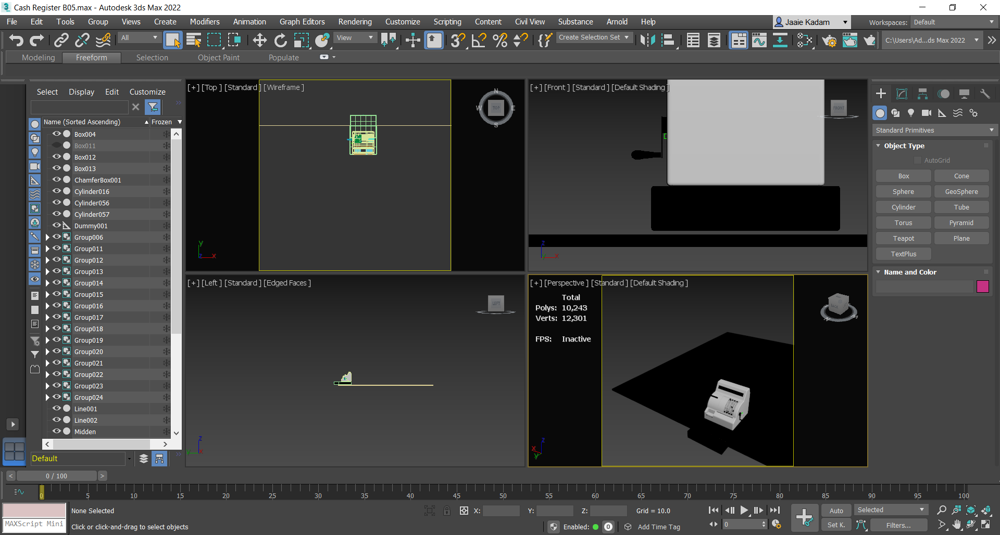 Cash Register B05.max - Autodesk 3ds Max 2022
File Edit Tools Group Views Create Modifiers Animation Graph Editors Rendering Customize Scripting Content Civil View Substance Arnold Help Jaaie Kadam Workspaces: Default
All View Create Selection Set C:\Users\Ad...ds Max 2022
Modeling Freeform Selection Object Paint Populate
Select Display Edit Customize
Name (Sorted Ascending) Frozen
Box004
Box011
Box012
Box013
ChamferBox001
Cylinder016
Cylinder056
Cylinder057
Dummy001
Group006
Group011
Group012
Group013
Group014
Group015
Group016
Group017
Group018
Group019
Group020
Group021
Group022
Group023
Group024
Line001
Line002
Midden
Default
[+] [Top ] [Standard ] [Wireframe ]
N
W TOP E
S
y
z x
[+] [Front ] [Standard ] [Default Shading ]
FRONT
z
y x
[+] [Left ] [Standard ] [Edged Faces ]
LEFT
z
y x
[+] [Perspective ] [Standard ] [Default Shading ]
Total
Polys: 10,243
Verts: 12,301
FPS: Inactive
BACK
z
x
y
Standard Primitives
Object Type
AutoGrid
Box Cone
Sphere GeoSphere
Cylinder Tube
Torus Pyramid
Teapot Plane
TextPlus
Name and Color
< 0 / 100 >
0 5 10 15 20 25 30 35 40 45 50 55 60 65 70 75 80 85 90 95 100
None Selected X: Y: Z: Grid = 10.0 Auto Selected
MAXScript Mini
Click or click-and-drag to select objects Enabled: 0 Add Time Tag 0 Set K. Filters...